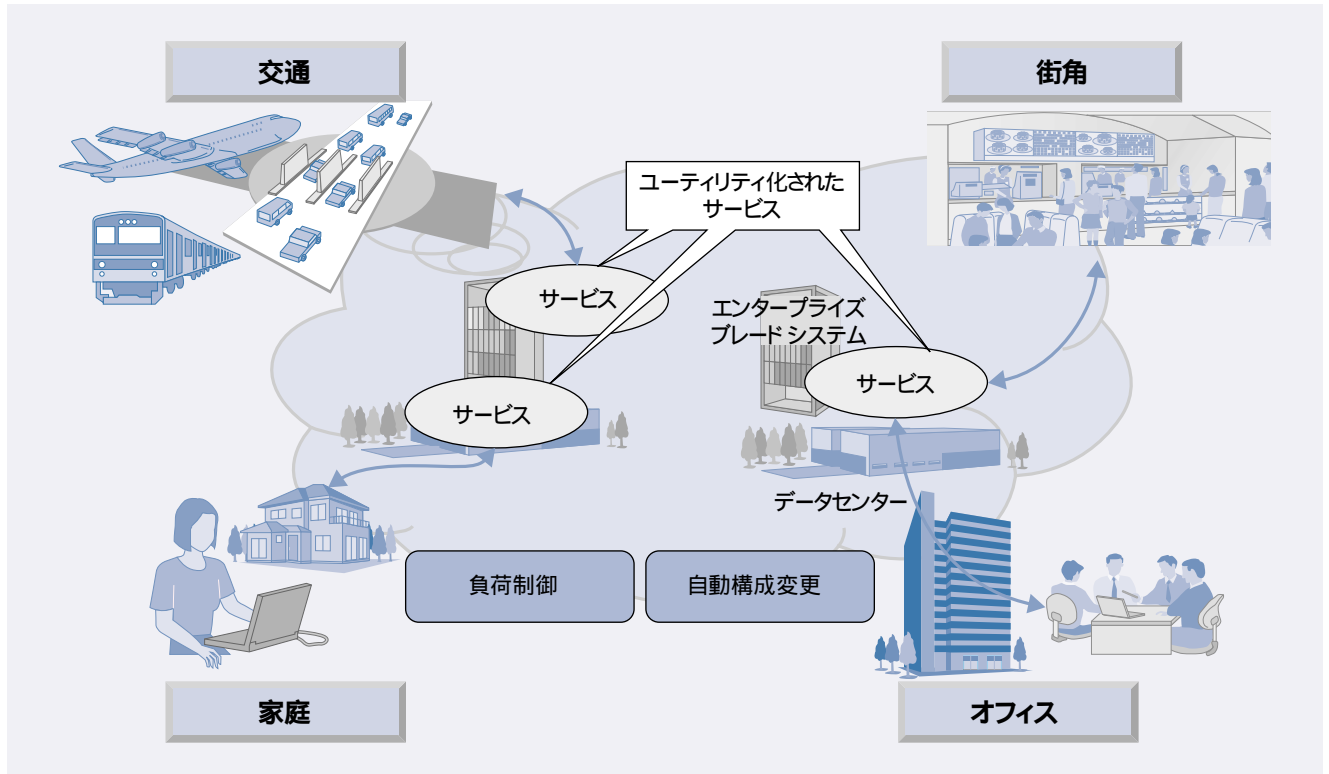 交通
街角
ユーティリティ化された
サービス
サービス
エンタープライズ
ブレードシステム
サービス
サービス
データセンター
負荷制御
自動構成変更
家庭
オフィス